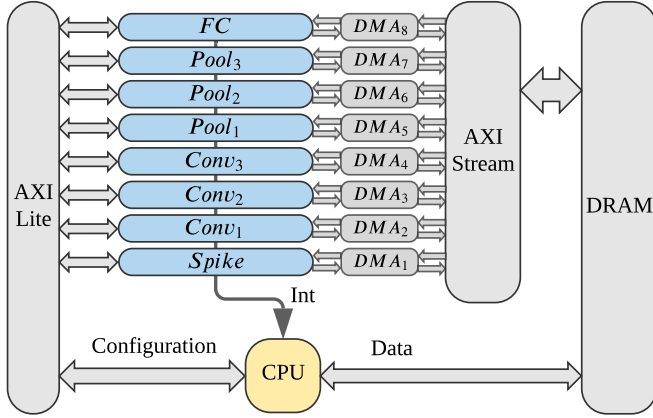 FC
DMA₈
Pool₃
DMA₇
Pool₂
DMA₆
Pool₁
DMA₅
AXI
Stream
Conv₃
DMA₄
AXI
Lite
Conv₂
DMA₃
DRAM
Conv₁
DMA₂
Spike
DMA₁
Int
Configuration
Data
CPU